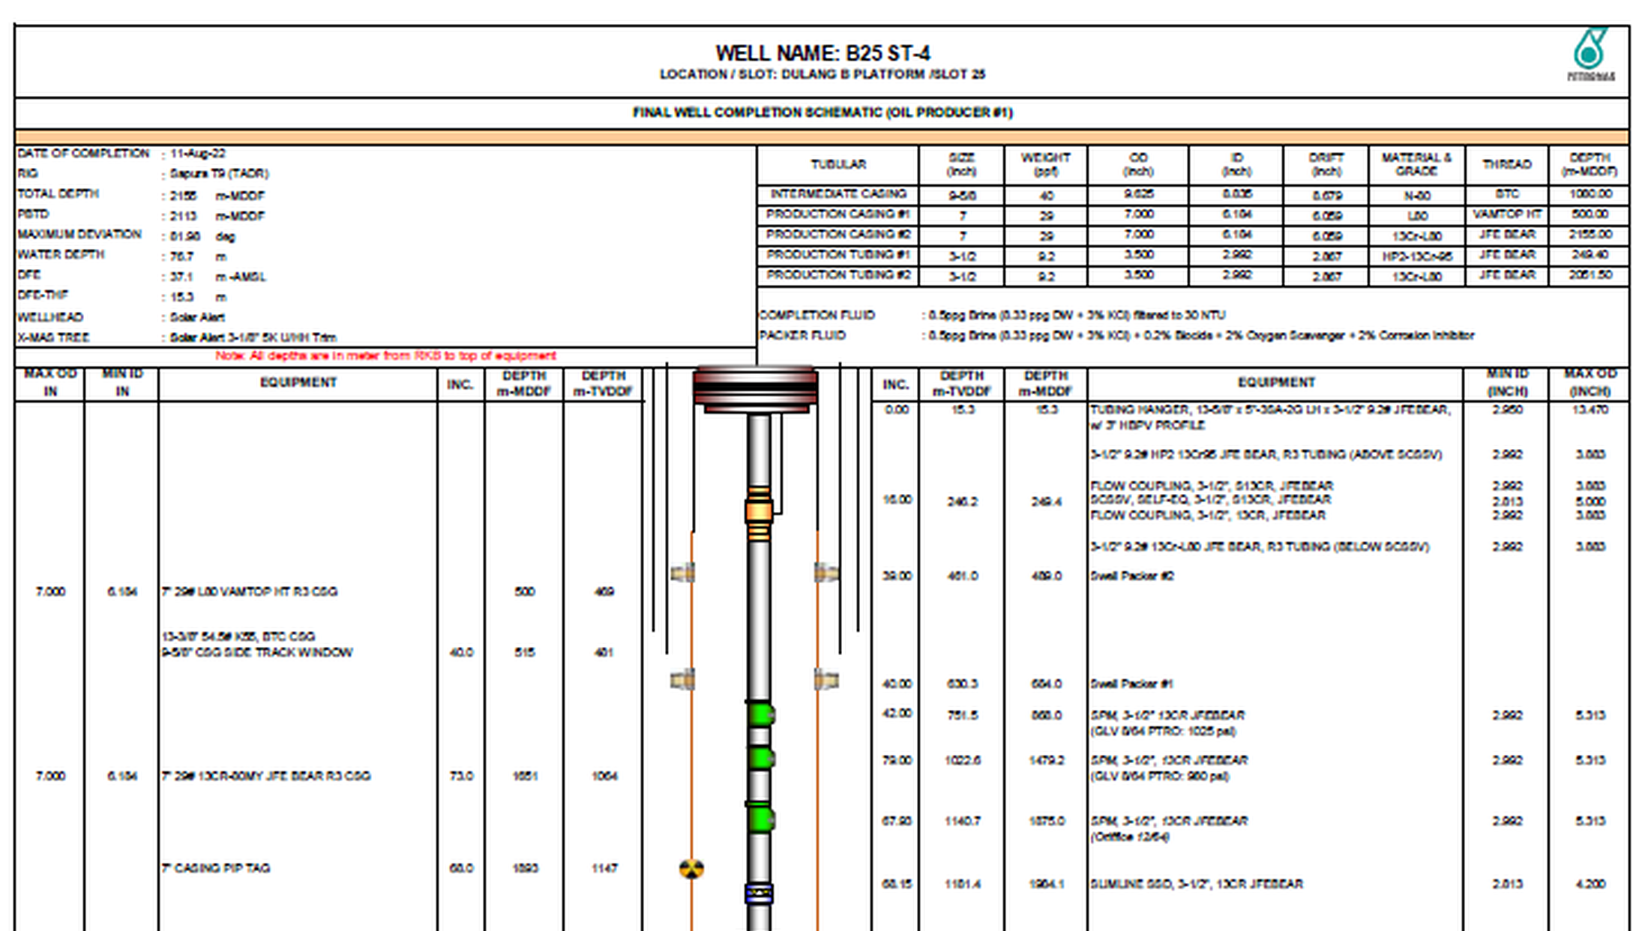 WELL NAME: B25 ST-4
LOCATION / SLOT: DULANG B PLATFORM /SLOT 25
PETRONAS
FINAL WELL COMPLETION SCHEMATIC (OIL PRODUCER #1)
DATE OF COMPLETION : 11-Aug-22
RIG : Sapura T9 (TADR)
TOTAL DEPTH : 2155 m-MDDF
PBTD : 2113 m-MDDF
MAXIMUM DEVIATION : 81.98 deg
WATER DEPTH : 76.7 m
DFE : 37.1 m -AMSL
DFE-THF : 15.3 m
WELLHEAD : Solar Alert
X-MAS TREE : Solar Alert 3-1/8" 5K U/HH Trim
Note: All depths are in meter from RKB to top of equipment
TUBULAR SIZE (Inch) WEIGHT (ppf) OD (Inch) ID (Inch) DRIFT (Inch) MATERIAL & GRADE THREAD DEPTH (m-MDDF)
INTERMEDIATE CASING 9-5/8 40 9.625 8.835 8.679 N-80 BTC 1060.00
PRODUCTION CASING #1 7 29 7.000 6.184 6.059 L80 VAMTOP HT 500.00
PRODUCTION CASING #2 7 29 7.000 6.184 6.059 13Cr-L80 JFE BEAR 2155.00
PRODUCTION TUBING #1 3-1/2 9.2 3.500 2.992 2.867 HP2-13Cr-95 JFE BEAR 249.40
PRODUCTION TUBING #2 3-1/2 9.2 3.500 2.992 2.867 13Cr-L80 JFE BEAR 2051.50
COMPLETION FLUID : 8.5ppg Brine (8.33 ppg DW + 3% KCl) filtered to 30 NTU
PACKER FLUID : 8.5ppg Brine (8.33 ppg DW + 3% KCl) + 0.2% Biocide + 2% Oxygen Scavenger + 2% Corrosion Inhibitor
MAX OD IN MIN ID IN EQUIPMENT INC. DEPTH m-MDDF DEPTH m-TVDDF
7.000 6.184 7" 29# L80 VAMTOP HT R3 CSG 500 469
13-3/8" 54.5# K55, BTC CSG
9-5/8" CSG SIDE TRACK WINDOW 40.0 515 481
7.000 6.184 7" 29# 13CR-80MY JFE BEAR R3 CSG 73.0 1651 1064
7" CASING PIP TAG 68.0 1893 1147
INC. DEPTH m-TVDDF DEPTH m-MDDF EQUIPMENT MIN ID (INCH) MAX OD (INCH)
0.00 15.3 15.3 TUBING HANGER, 13-5/8" x 5"-3SA-2G LH x 3-1/2" 9.2# JFEBEAR, 2.950 13.470
w/ 3" HBPV PROFILE
3-1/2" 9.2# HP2 13Cr95 JFE BEAR, R3 TUBING (ABOVE SCSSV) 2.992 3.883
FLOW COUPLING, 3-1/2", S13CR, JFEBEAR 2.992 3.883
16.00 246.2 249.4 SCSSV, SELF-EQ, 3-1/2", S13CR, JFEBEAR 2.813 5.000
FLOW COUPLING, 3-1/2", 13CR, JFEBEAR 2.992 3.883
3-1/2" 9.2# 13Cr-L80 JFE BEAR, R3 TUBING (BELOW SCSSV) 2.992 3.883
39.00 461.0 489.0 Swell Packer #2
40.00 630.3 684.0 Swell Packer #1
42.00 751.5 868.0 SPM, 3-1/2" 13CR JFEBEAR 2.992 5.313
(GLV 8/64 PTRO: 1025 psi)
79.00 1022.6 1479.2 SPM, 3-1/2", 13CR JFEBEAR 2.992 5.313
(GLV 8/64 PTRO: 980 psi)
67.93 1140.7 1875.0 SPM, 3-1/2", 13CR JFEBEAR 2.992 5.313
(Oriffice 12/64)
68.15 1181.4 1984.1 SLIMLINE SSD, 3-1/2", 13CR JFEBEAR 2.813 4.200